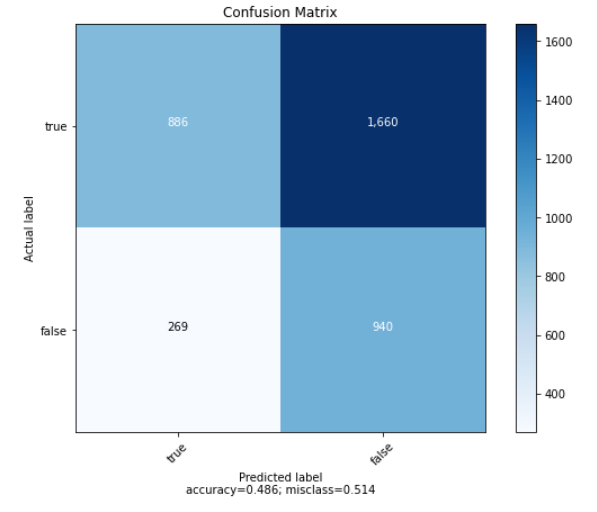 Confusion Matrix
true
886
1,660
false
269
940
Actual label
true
false
Predicted label
accuracy=0.486; misclass=0.514
1600
1400
1200
1000
800
600
400